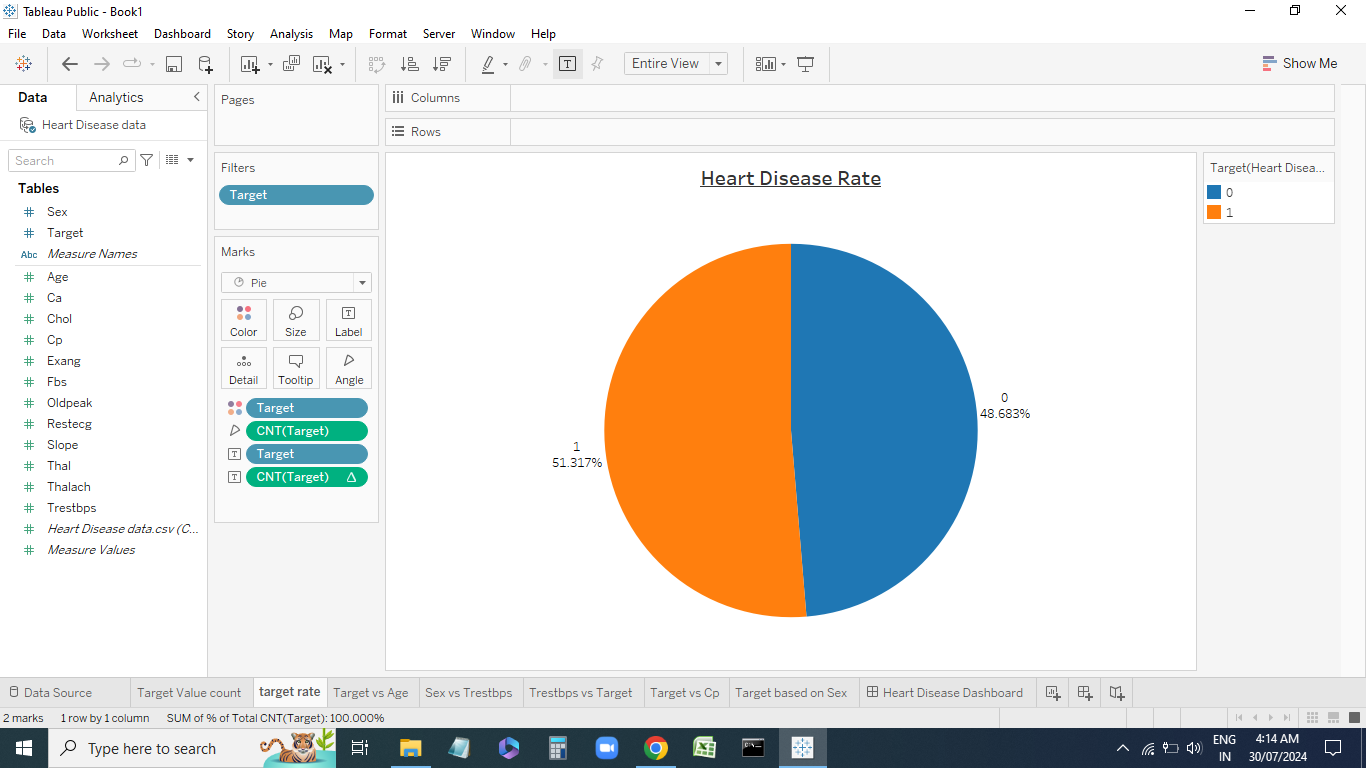 Tableau Public - Book1
File Data Worksheet Dashboard Story Analysis Map Format Server Window Help
Entire View
Show Me
Data Analytics
Heart Disease data
Search
Tables
Sex
Target
Abc Measure Names
Age
Ca
Chol
Cp
Exang
Fbs
Oldpeak
Restecg
Slope
Thal
Thalach
Trestbps
Heart Disease data.csv (C...
Measure Values
Pages
Filters
Target
Marks
Pie
Color Size Label
Detail Tooltip Angle
Target
CNT(Target)
Target
CNT(Target)
Columns
Rows
Heart Disease Rate
0
48.683%
1
51.317%
Target(Heart Disea...
0
1
Data Source Target Value count target rate Target vs Age Sex vs Trestbps Trestbps vs Target Target vs Cp Target based on Sex Heart Disease Dashboard
2 marks 1 row by 1 column SUM of % of Total CNT(Target): 100.000%
Type here to search
ENG
IN
4:14 AM
30/07/2024